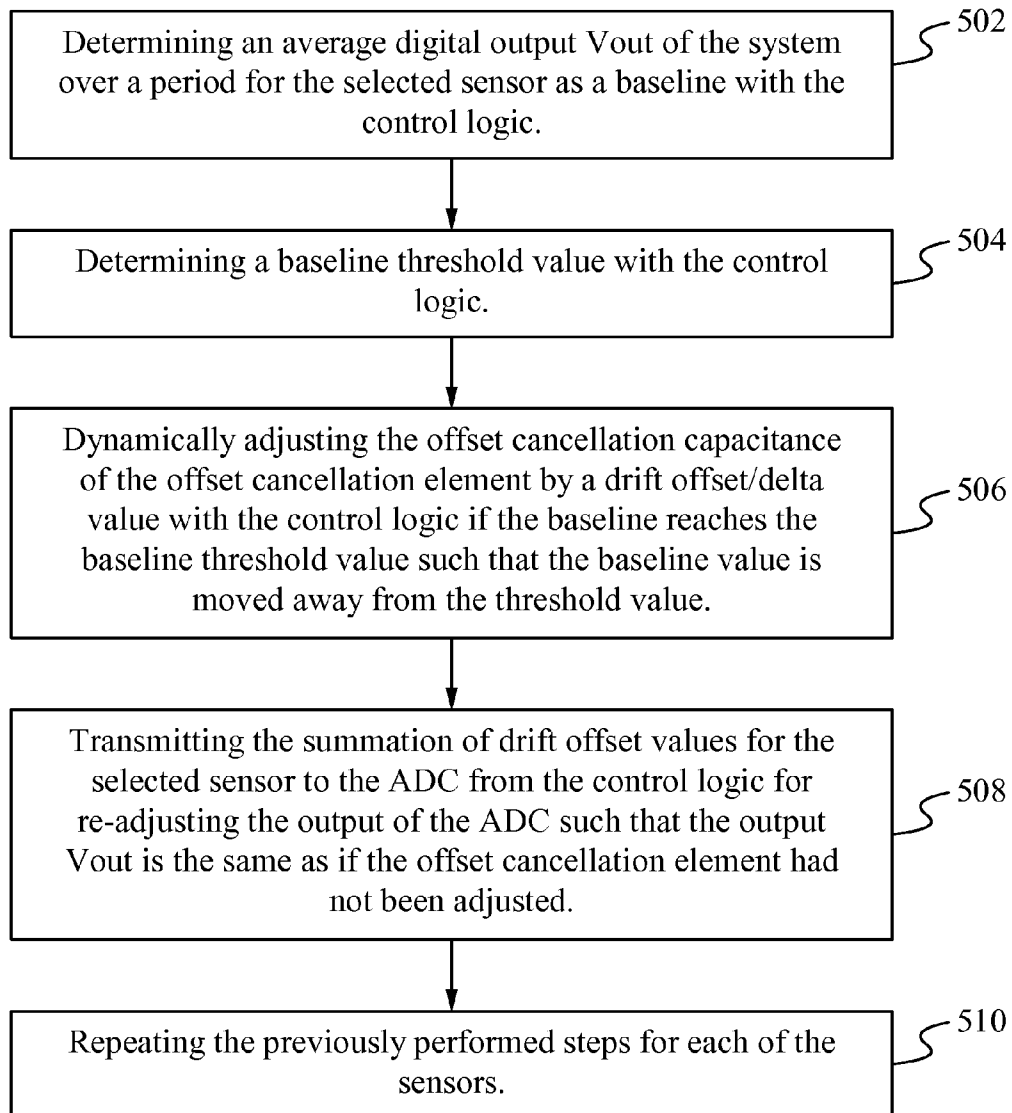 Determining an average digital output Vout of the system
over a period for the selected sensor as a baseline with the
control logic.
502
Determining a baseline threshold value with the control
logic.
504
Dynamically adjusting the offset cancellation capacitance
of the offset cancellation element by a drift offset/delta
value with the control logic if the baseline reaches the
baseline threshold value such that the baseline value is
moved away from the threshold value.
506
Transmitting the summation of drift offset values for the
selected sensor to the ADC from the control logic for
re-adjusting the output of the ADC such that the output
Vout is the same as if the offset cancellation element had
not been adjusted.
508
Repeating the previously performed steps for each of the
sensors.
510